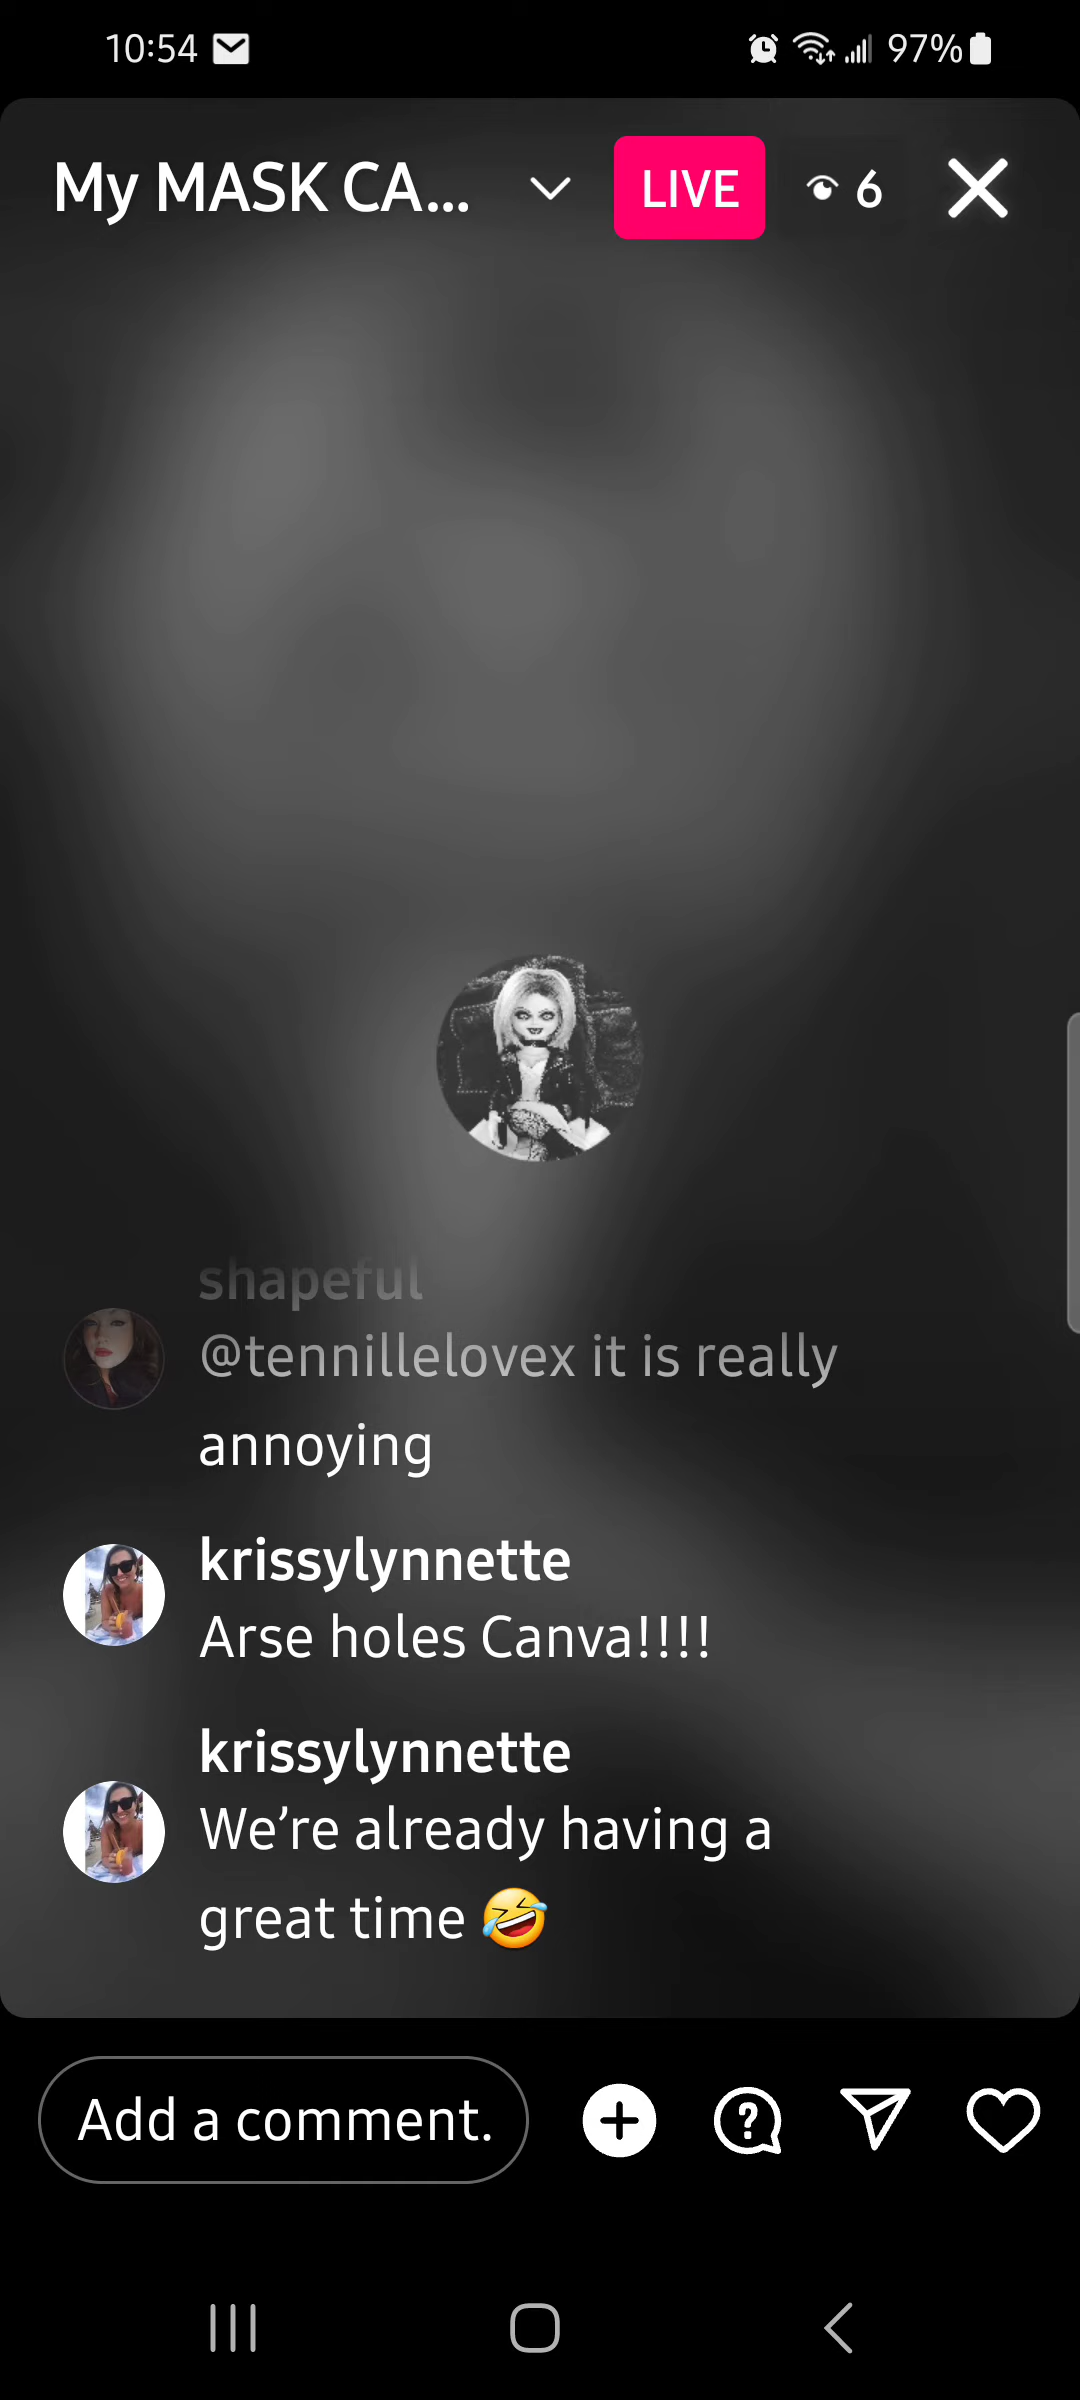 10:54
97%
My MASK CA...
LIVE
6
shapeful
@tennillelovex it is really
annoying
krissylynnette
Arse holes Canva!!!!
krissylynnette
We’re already having a
great time 🤣
Add a comment.